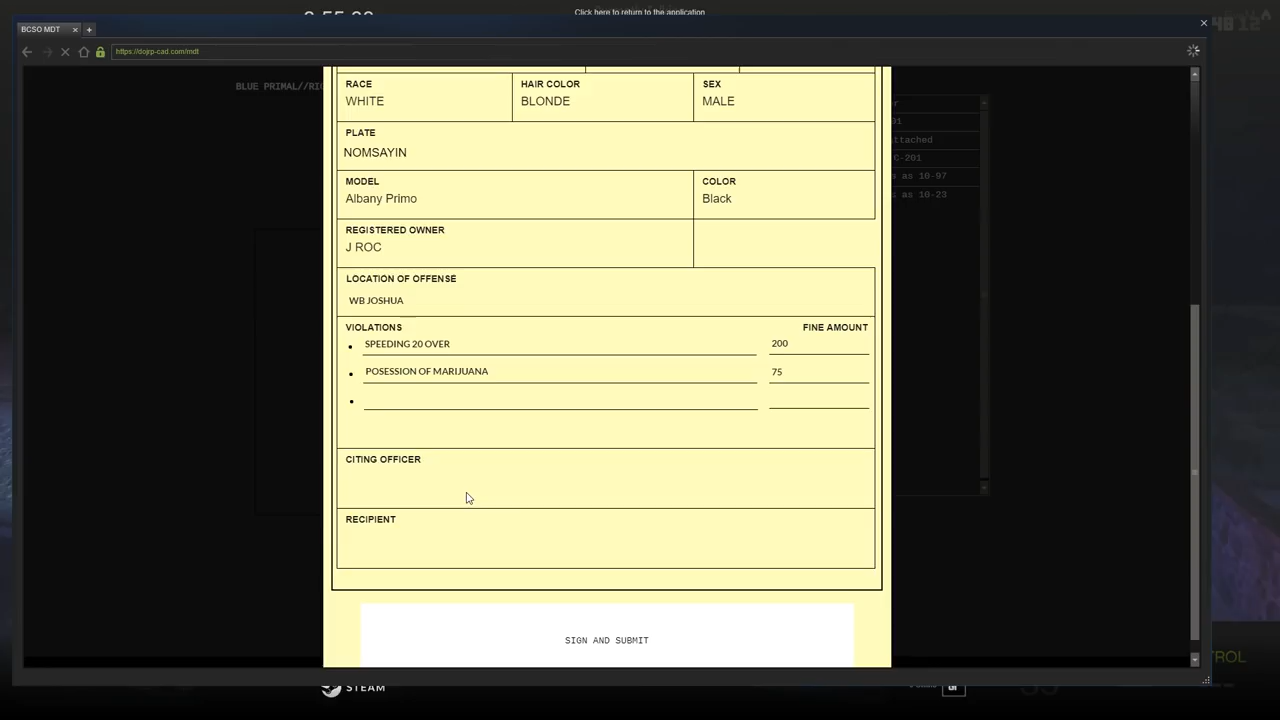 Click here to return to the application
BCSO MDT
https://dojrp-cad.com/mdt
BLUE PRIMAL//RIC
RACE HAIR COLOR SEX
WHITE BLONDE MALE
ttached
PLATE
NOMSAYIN
C-201
s as 10-97
MODEL COLOR
Albany Primo Black
s as 10-23
REGISTERED OWNER
J ROC
LOCATION OF OFFENSE
WB JOSHUA
VIOLATIONS FINE AMOUNT
• SPEEDING 20 OVER 200
• POSESSION OF MARIJUANA 75
•
CITING OFFICER
RECIPIENT
SIGN AND SUBMIT
TROL
STEAM